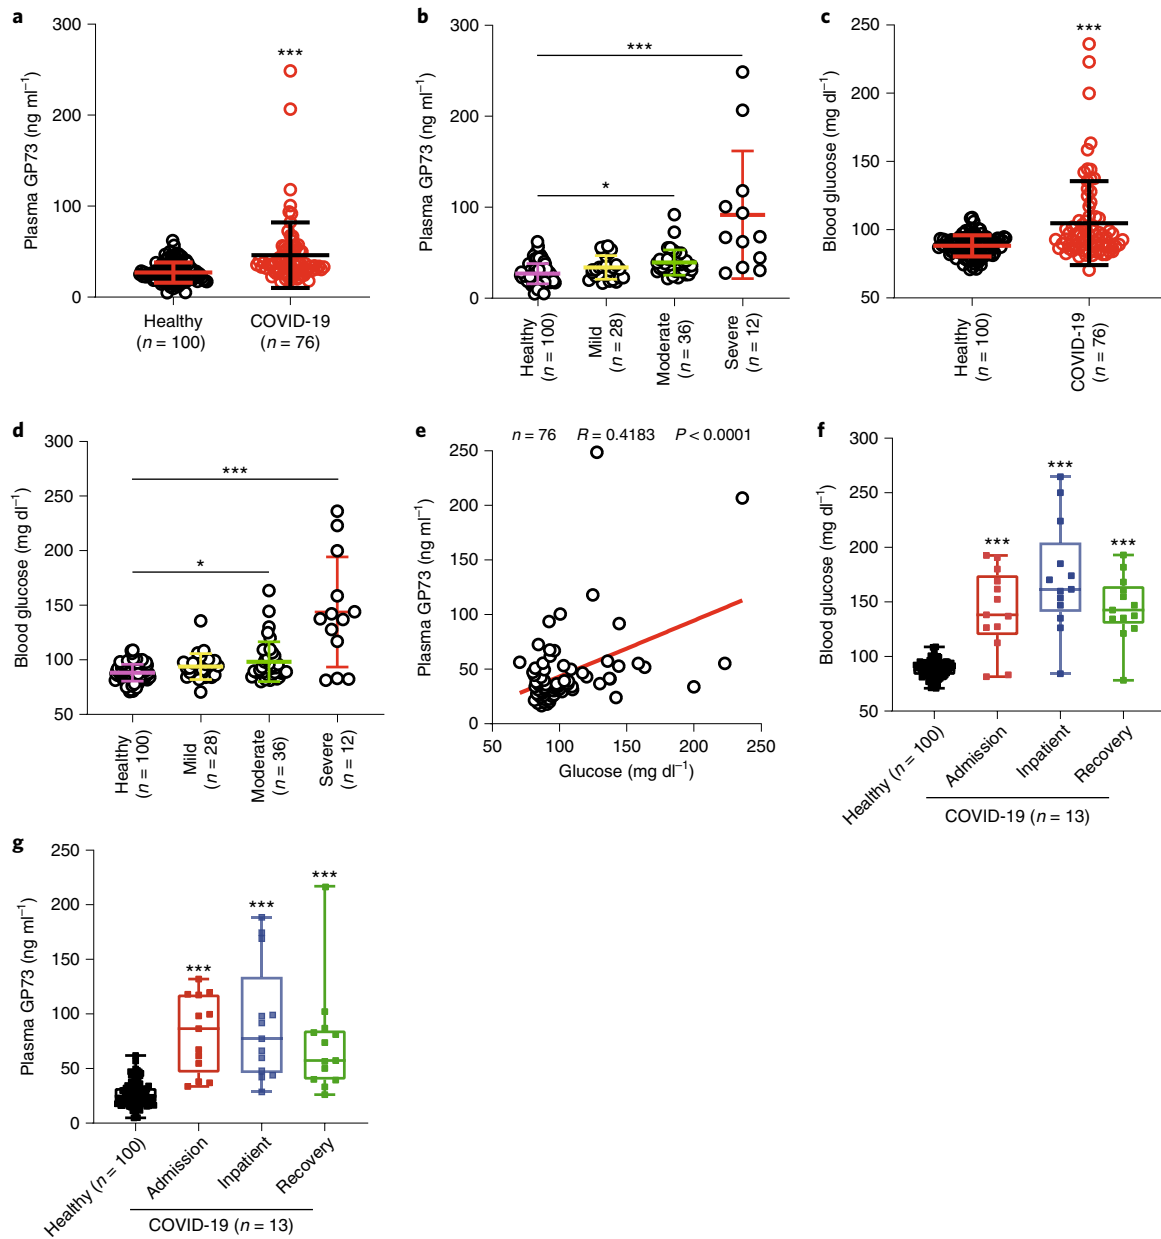 a
300
200
100
0
Plasma GP73 (ng ml⁻¹)
***
Healthy
(n = 100)
COVID-19
(n = 76)
b
300
200
100
0
Plasma GP73 (ng ml⁻¹)
***
*
Healthy
(n = 100)
Mild
(n = 28)
Moderate
(n = 36)
Severe
(n = 12)
c
250
200
150
100
50
Blood glucose (mg dl⁻¹)
***
Healthy
(n = 100)
COVID-19
(n = 76)
d
300
250
200
150
100
50
Blood glucose (mg dl⁻¹)
***
*
Healthy
(n = 100)
Mild
(n = 28)
Moderate
(n = 36)
Severe
(n = 12)
e
n = 76 R = 0.4183 P < 0.0001
250
200
150
100
50
0
Plasma GP73 (ng ml⁻¹)
50 100 150 200 250
Glucose (mg dl⁻¹)
f
300
250
200
150
100
50
Blood glucose (mg dl⁻¹)
***
***
***
Healthy (n = 100)
Admission
Inpatient
Recovery
COVID-19 (n = 13)
g
250
200
150
100
50
0
Plasma GP73 (ng ml⁻¹)
***
***
***
Healthy (n = 100)
Admission
Inpatient
Recovery
COVID-19 (n = 13)